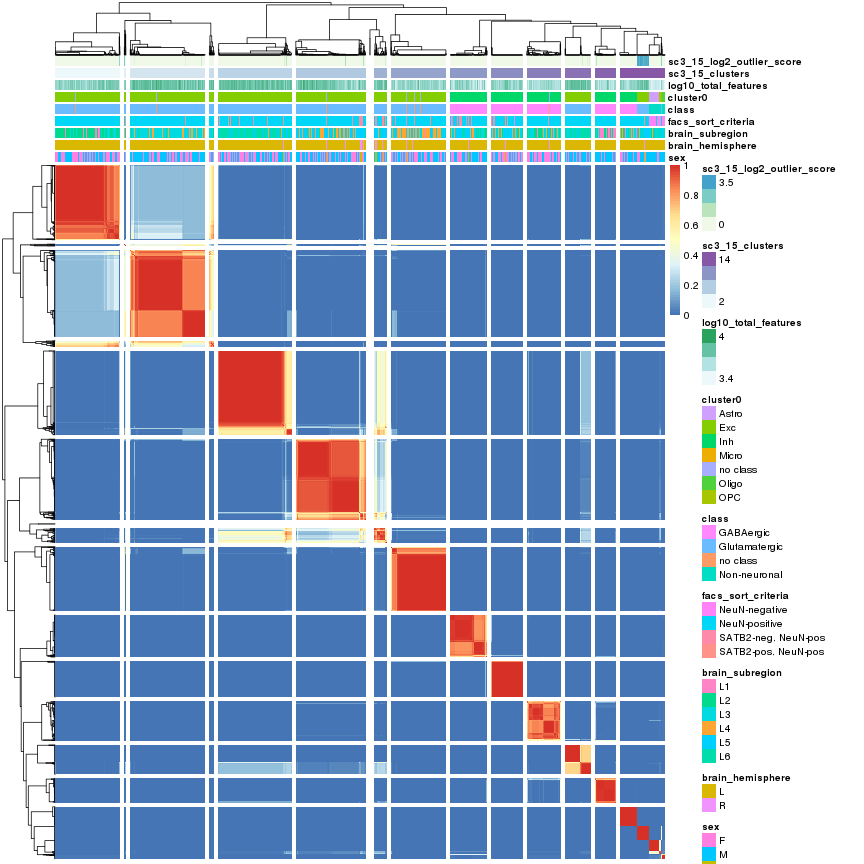 sc3_15_log2_outlier_score
sc3_15_clusters
log10_total_features
cluster0
class
facs_sort_criteria
brain_subregion
brain_hemisphere
sex
1
0.8
0.6
0.4
0.2
0
sc3_15_log2_outlier_score
3.5
0
sc3_15_clusters
14
2
log10_total_features
4
3.4
cluster0
Astro
Exc
Inh
Micro
no class
Oligo
OPC
class
GABAergic
Glutamatergic
no class
Non-neuronal
facs_sort_criteria
NeuN-negative
NeuN-positive
SATB2-neg. NeuN-pos
SATB2-pos. NeuN-pos
brain_subregion
L1
L2
L3
L4
L5
L6
brain_hemisphere
L
R
sex
F
M